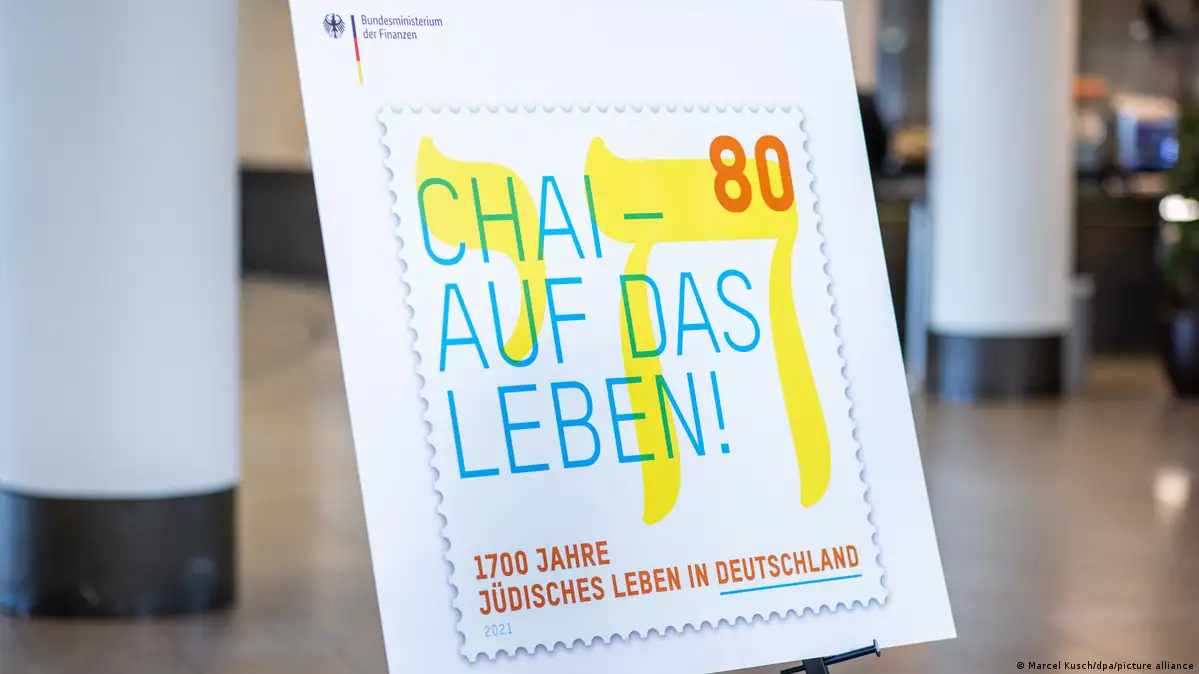 Bundesministerium
der Finanzen
80
חי
CHAI –
AUF DAS
LEBEN!
1700 JAHRE
JÜDISCHES LEBEN IN DEUTSCHLAND
2021
© Marcel Kusch/dpa/picture alliance